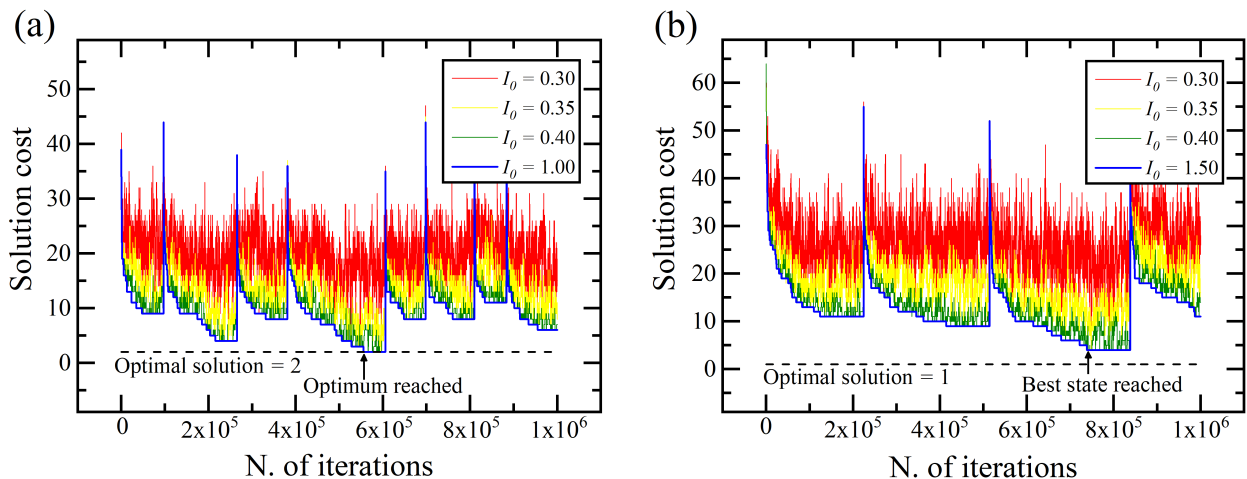 (a)
Solution cost
50
40
30
20
10
0
I0 = 0.30
I0 = 0.35
I0 = 0.40
I0 = 1.00
Optimal solution = 2
Optimum reached
0 2x10^5 4x10^5 6x10^5 8x10^5 1x10^6
N. of iterations
(b)
Solution cost
60
50
40
30
20
10
0
I0 = 0.30
I0 = 0.35
I0 = 0.40
I0 = 1.50
Optimal solution = 1
Best state reached
0 2x10^5 4x10^5 6x10^5 8x10^5 1x10^6
N. of iterations